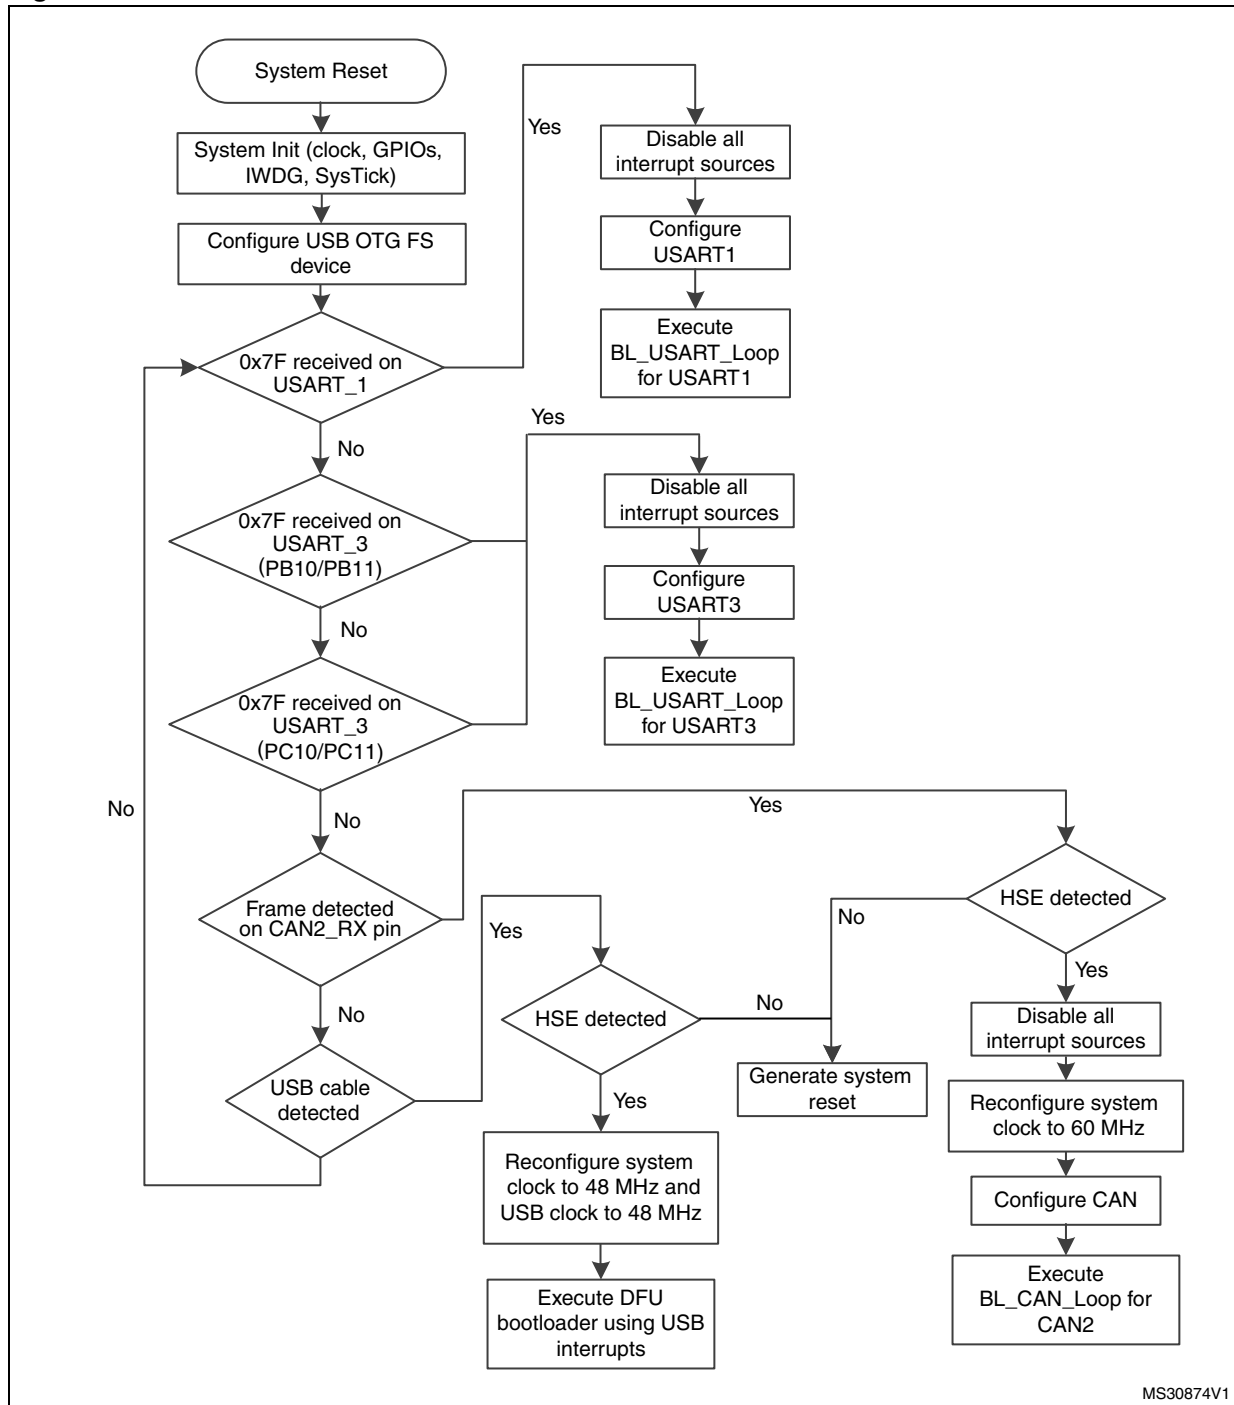 System Reset
System Init (clock, GPIOs,
IWDG, SysTick)
Configure USB OTG FS
device
0x7F received on
USART_1
Yes
Disable all
interrupt sources
Configure
USART1
Execute
BL_USART_Loop
for USART1
No
0x7F received on
USART_3
(PB10/PB11)
Yes
Disable all
interrupt sources
Configure
USART3
Execute
BL_USART_Loop
for USART3
No
0x7F received on
USART_3
(PC10/PC11)
No
Frame detected
on CAN2_RX pin
Yes
HSE detected
No
Yes
Disable all
interrupt sources
Reconfigure system
clock to 60 MHz
Configure CAN
Execute
BL_CAN_Loop for
CAN2
No
USB cable
detected
Yes
HSE detected
No
Generate system
reset
Yes
Reconfigure system
clock to 48 MHz and
USB clock to 48 MHz
Execute DFU
bootloader using USB
interrupts
No
MS30874V1